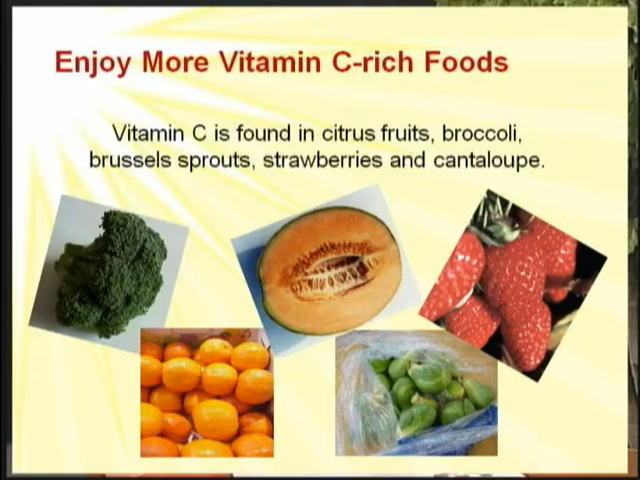 Enjoy More Vitamin C-rich Foods
Vitamin C is found in citrus fruits, broccoli,
brussels sprouts, strawberries and cantaloupe.